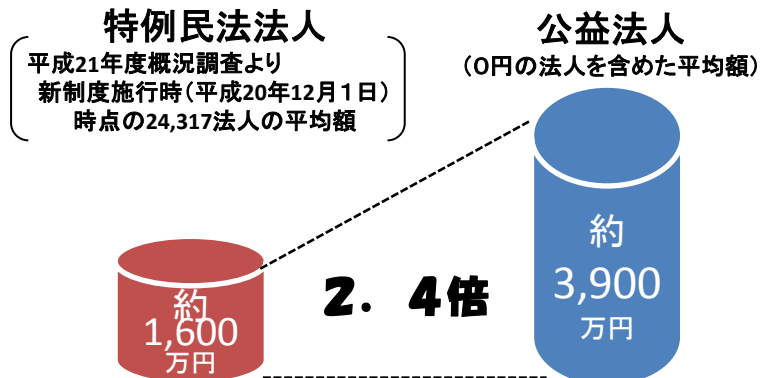 特例民法法人
平成21年度概況調査より
新制度施行時(平成20年12月1日)
時点の24,317法人の平均額
公益法人
(0円の法人を含めた平均額)
約
1,600
万円
2.4倍
約
3,900
万円